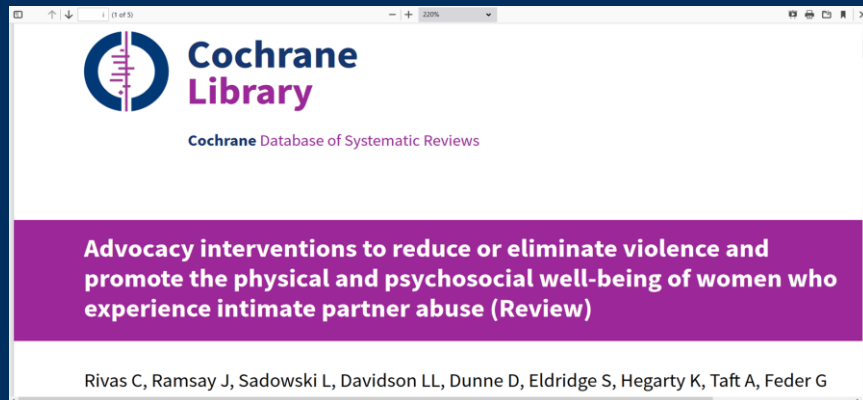 i (1 of 5) 220%
Cochrane
Library
Cochrane Database of Systematic Reviews
Advocacy interventions to reduce or eliminate violence and
promote the physical and psychosocial well-being of women who
experience intimate partner abuse (Review)
Rivas C, Ramsay J, Sadowski L, Davidson LL, Dunne D, Eldridge S, Hegarty K, Taft A, Feder G